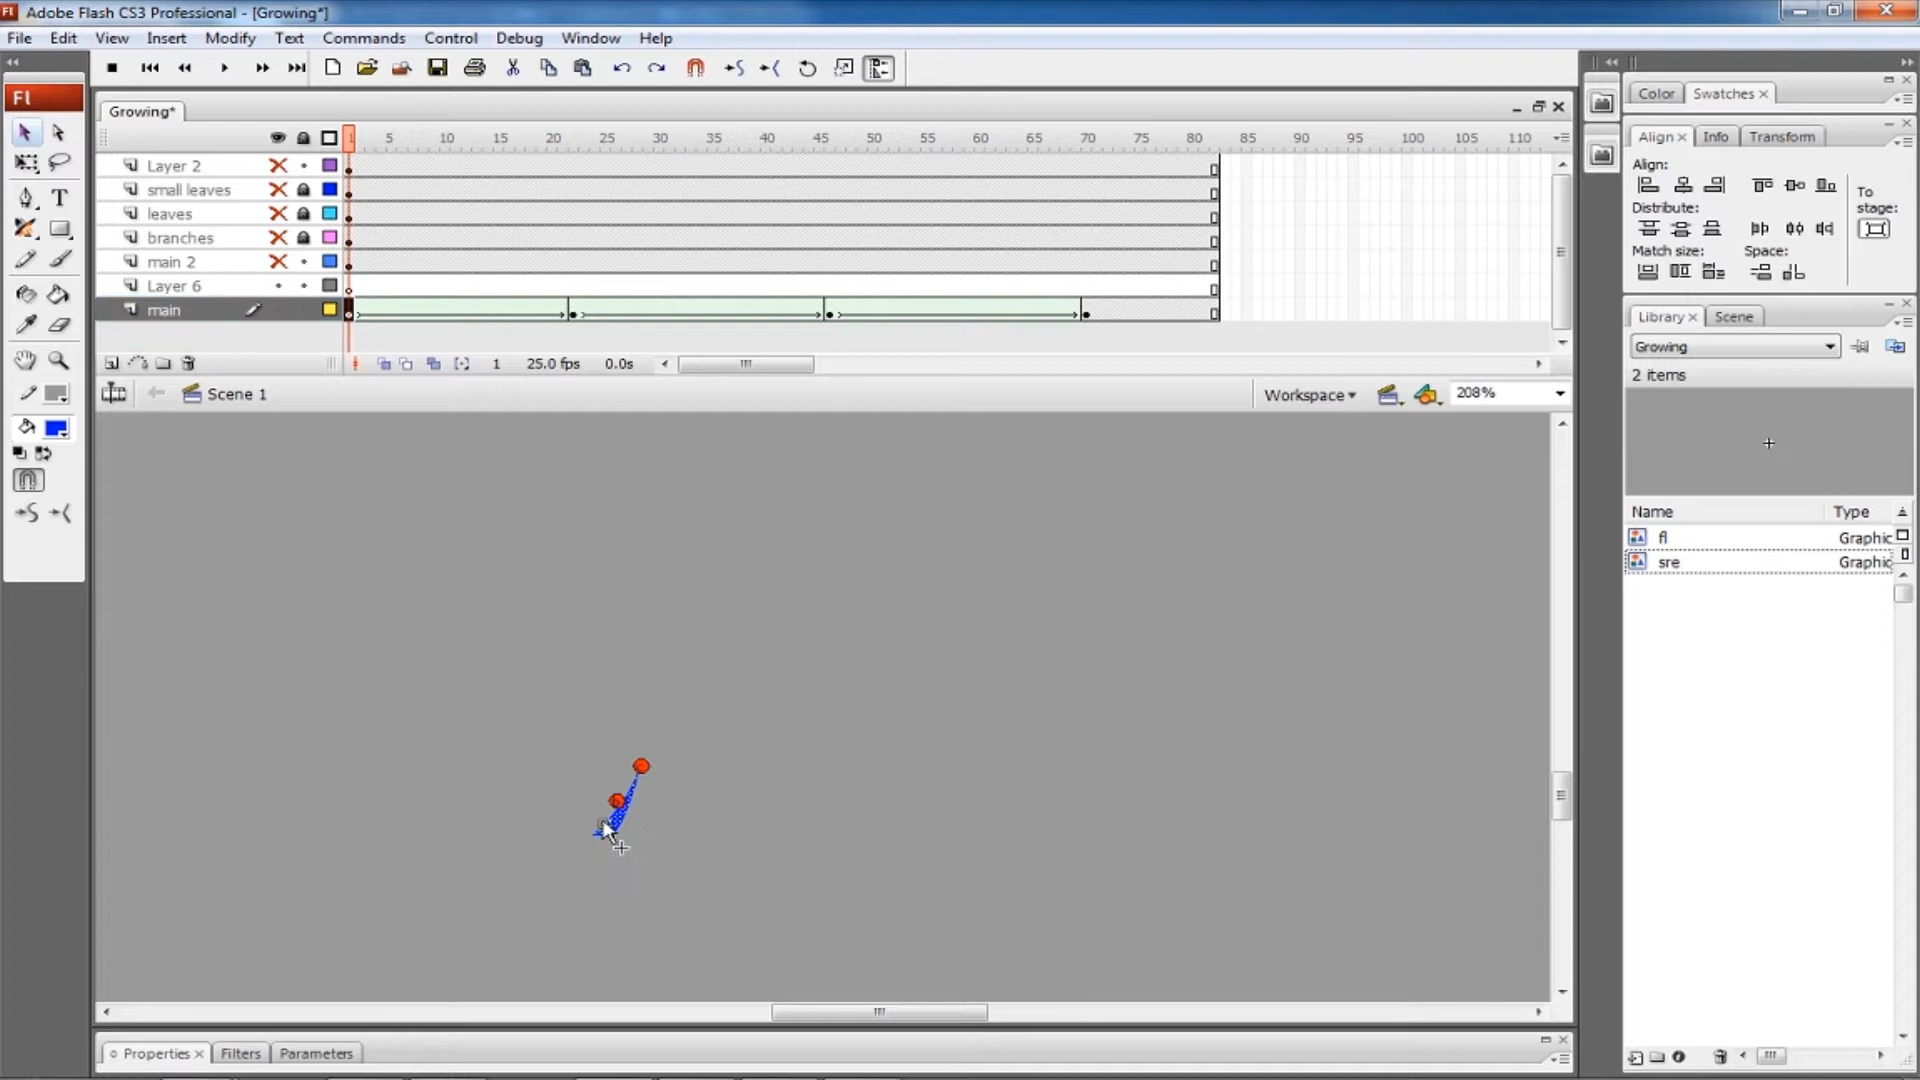 Fl Adobe Flash CS3 Professional - [Growing*]
File Edit View Insert Modify Text Commands Control Debug Window Help
Fl
Growing*
1 5 10 15 20 25 30 35 40 45 50 55 60 65 70 75 80 85 90 95 100 105 110
Layer 2
small leaves
leaves
branches
main 2
Layer 6
main
1 25.0 fps 0.0s
Scene 1
Workspace
208%
Color Swatches
Align Info Transform
Align:
To
Distribute:
stage:
Match size: Space:
Library Scene
Growing
2 items
Name Type
fl Graphic
sre Graphic
Properties Filters Parameters